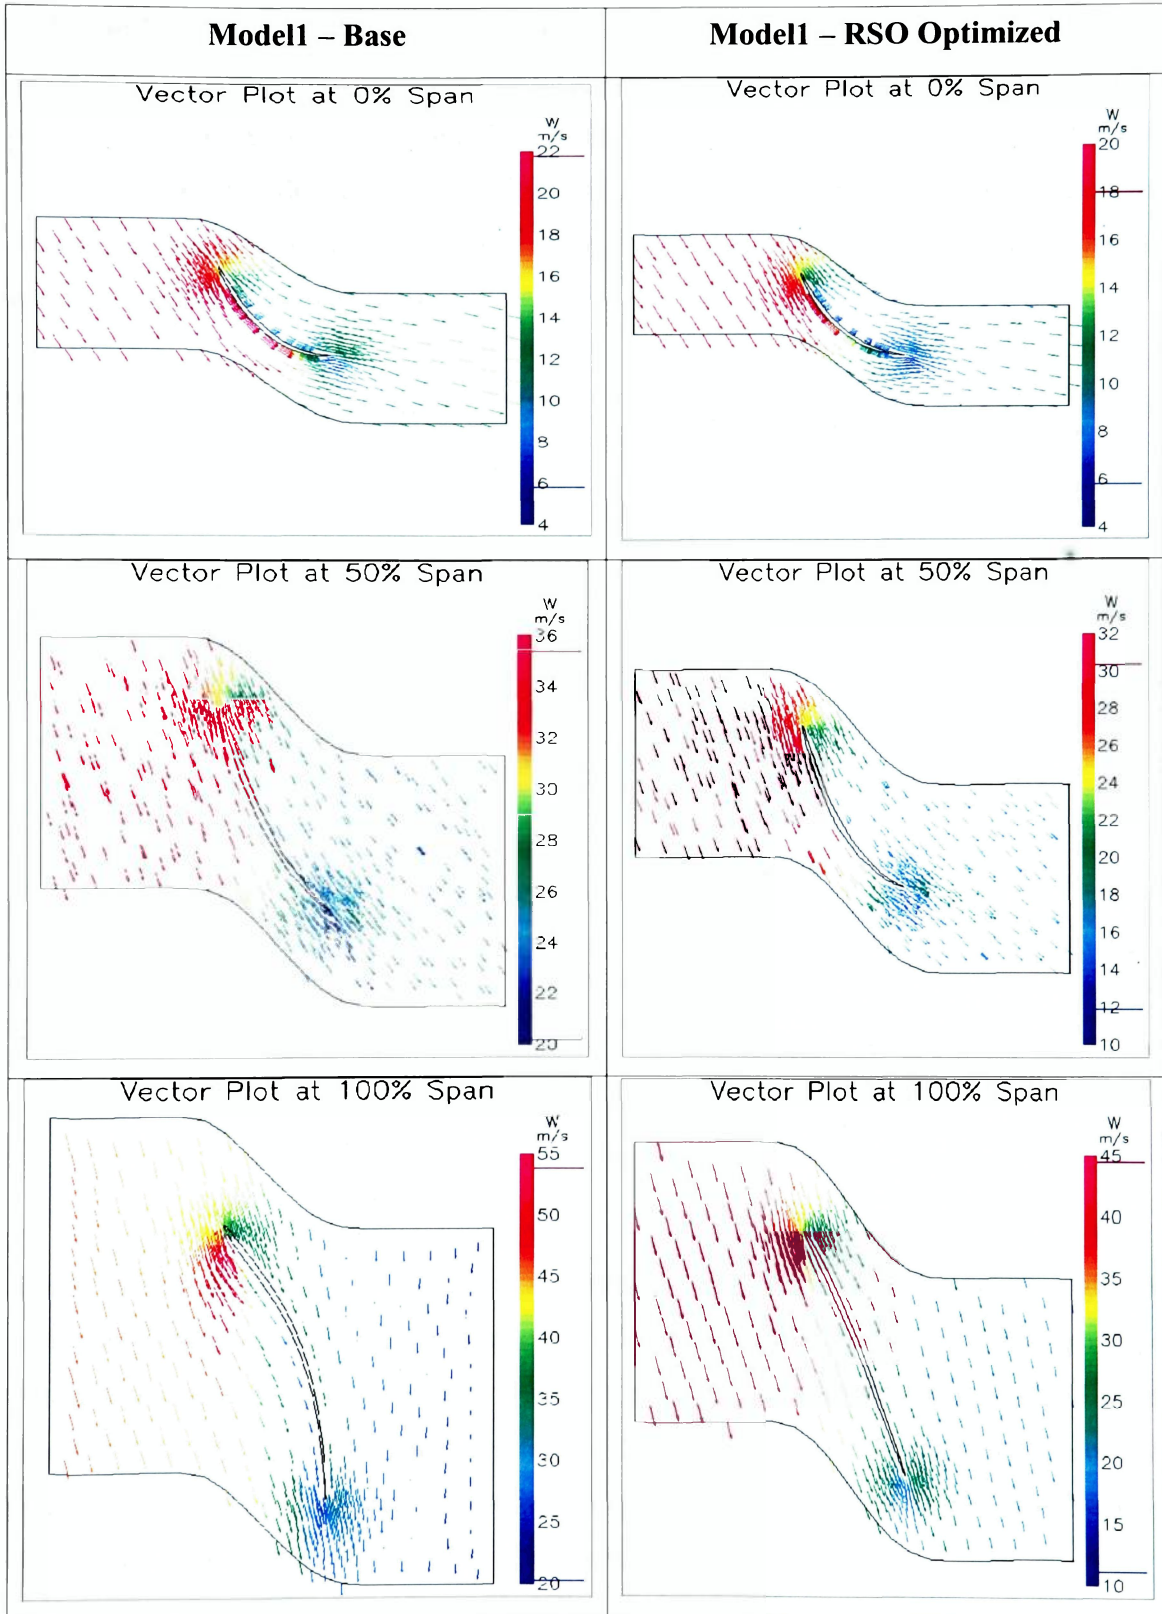 Model1 – Base
Model1 – RSO Optimized
Vector Plot at 0% Span
W
m/s
22
20
18
16
14
12
10
8
6
4
Vector Plot at 0% Span
W
m/s
20
18
16
14
12
10
8
6
4
Vector Plot at 50% Span
W
m/s
36
34
32
30
28
26
24
22
20
Vector Plot at 50% Span
W
m/s
32
30
28
26
24
22
20
18
16
14
12
10
Vector Plot at 100% Span
W
m/s
55
50
45
40
35
30
25
20
Vector Plot at 100% Span
W
m/s
45
40
35
30
25
20
15
10